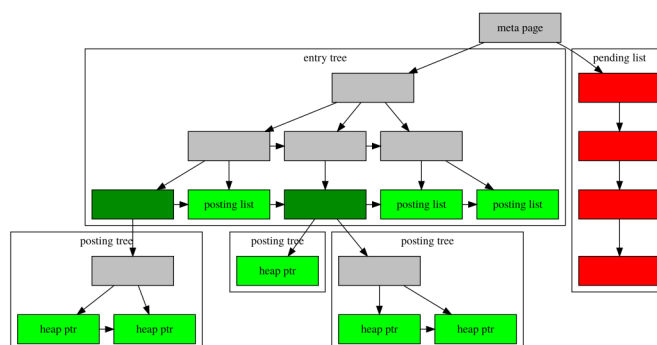 meta page
entry tree
pending list
posting list
posting list
posting list
posting tree
posting tree
posting tree
heap ptr
heap ptr
heap ptr
heap ptr
heap ptr